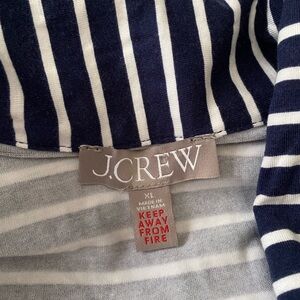 J.CREW
XL
MADE IN
VIETNAM
KEEP
AWAY
FROM
FIRE